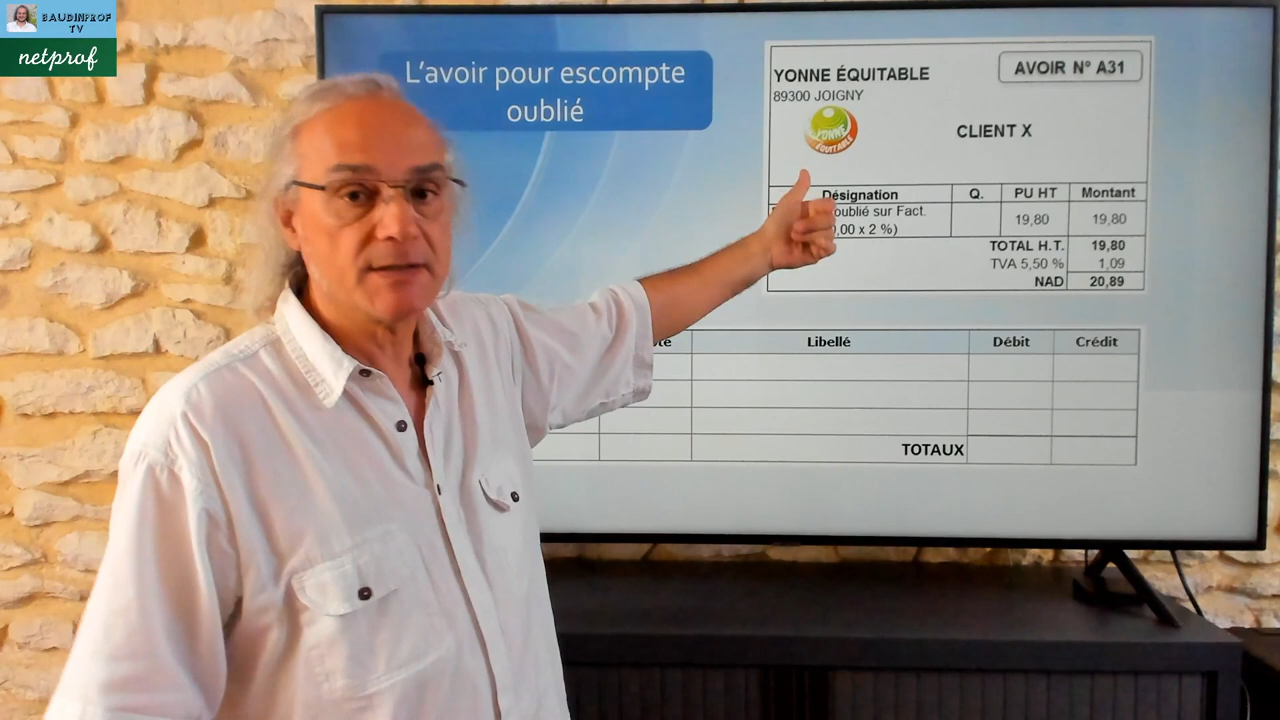 BAUDINPROF
TV
netprof
L'avoir pour escompte
oublié
YONNE ÉQUITABLE
AVOIR N° A31
89300 JOIGNY
YONNE
ÉQUITABLE
CLIENT X
Désignation Q. PU HT Montant
oublié sur Fact. 19,80 19,80
,00 x 2 %)
TOTAL H.T. 19,80
TVA 5,50 % 1,09
NAD 20,89
Libellé Débit Crédit
TOTAUX